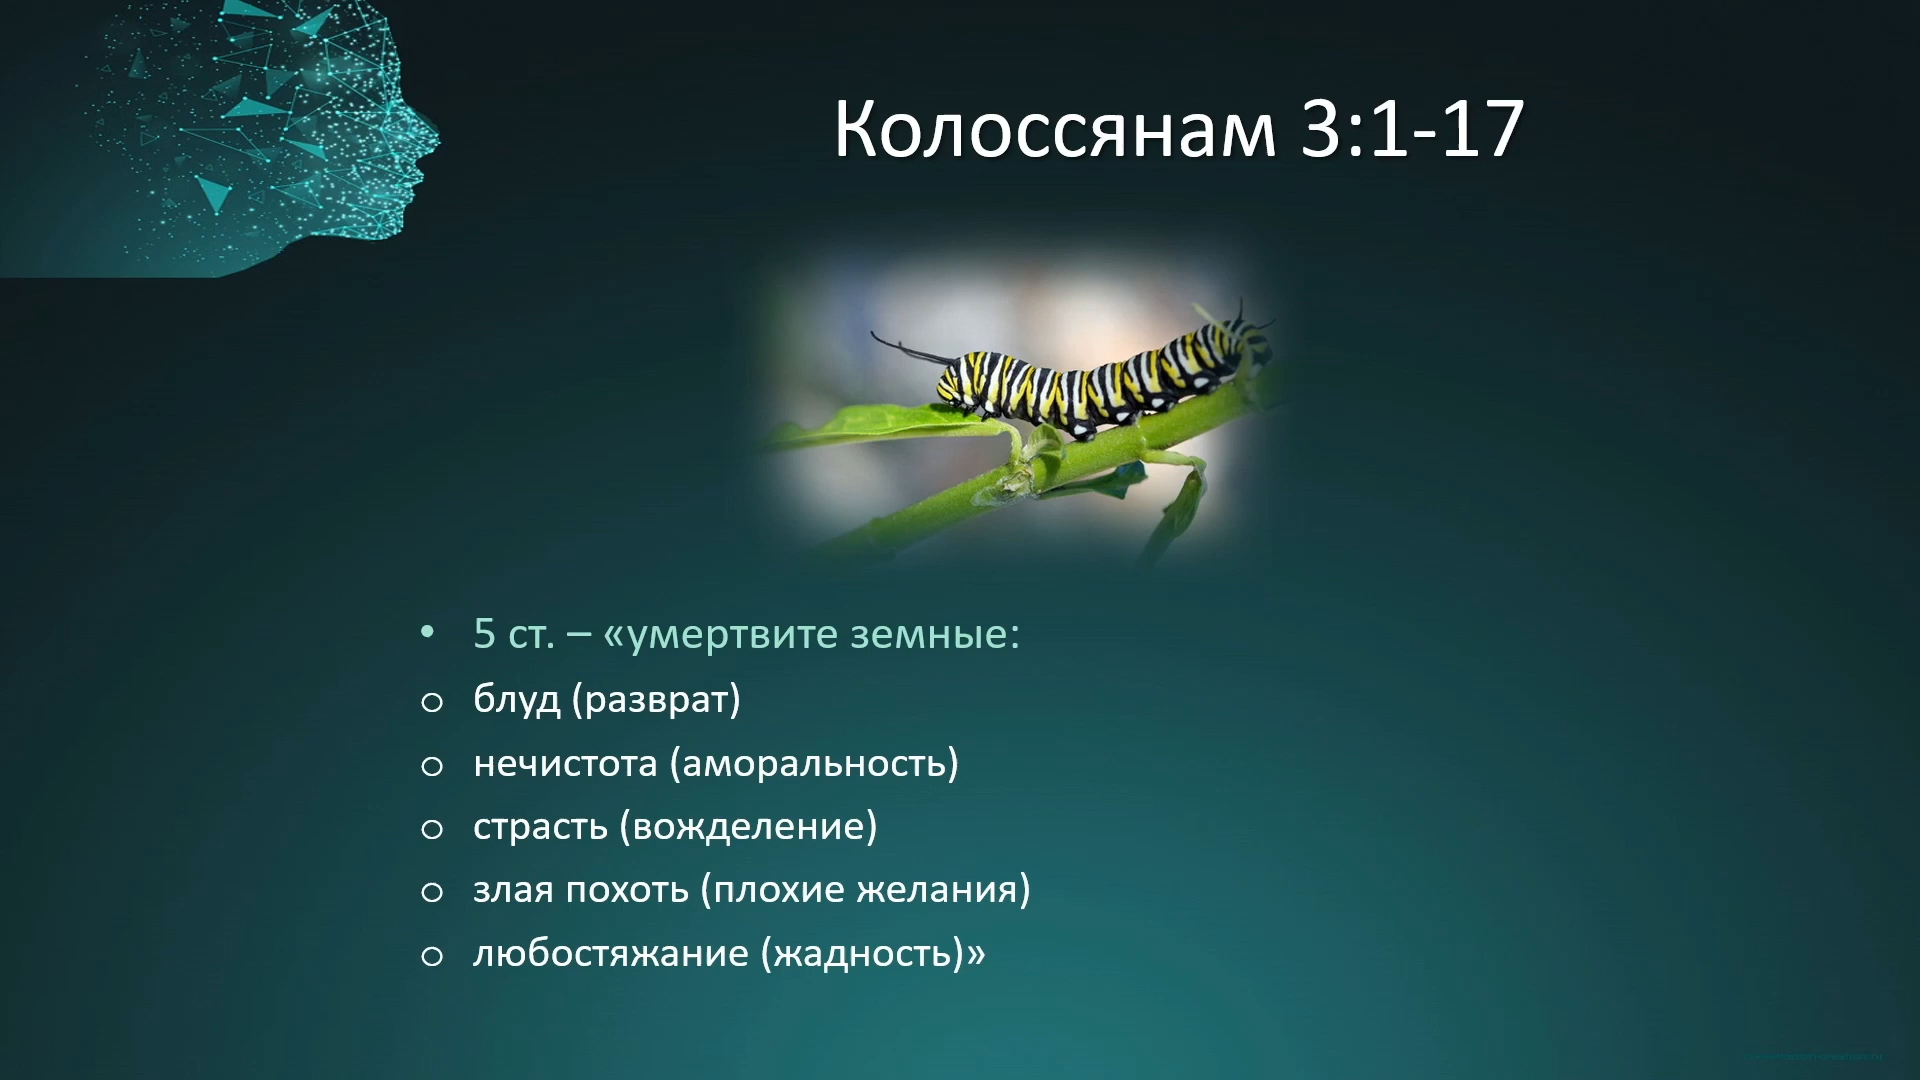 Колоссянам 3:1-17
• 5 ст. – «умертвите земные:
o блуд (разврат)
o нечистота (аморальность)
o страсть (вожделение)
o злая похоть (плохие желания)
o любостяжание (жадность)»